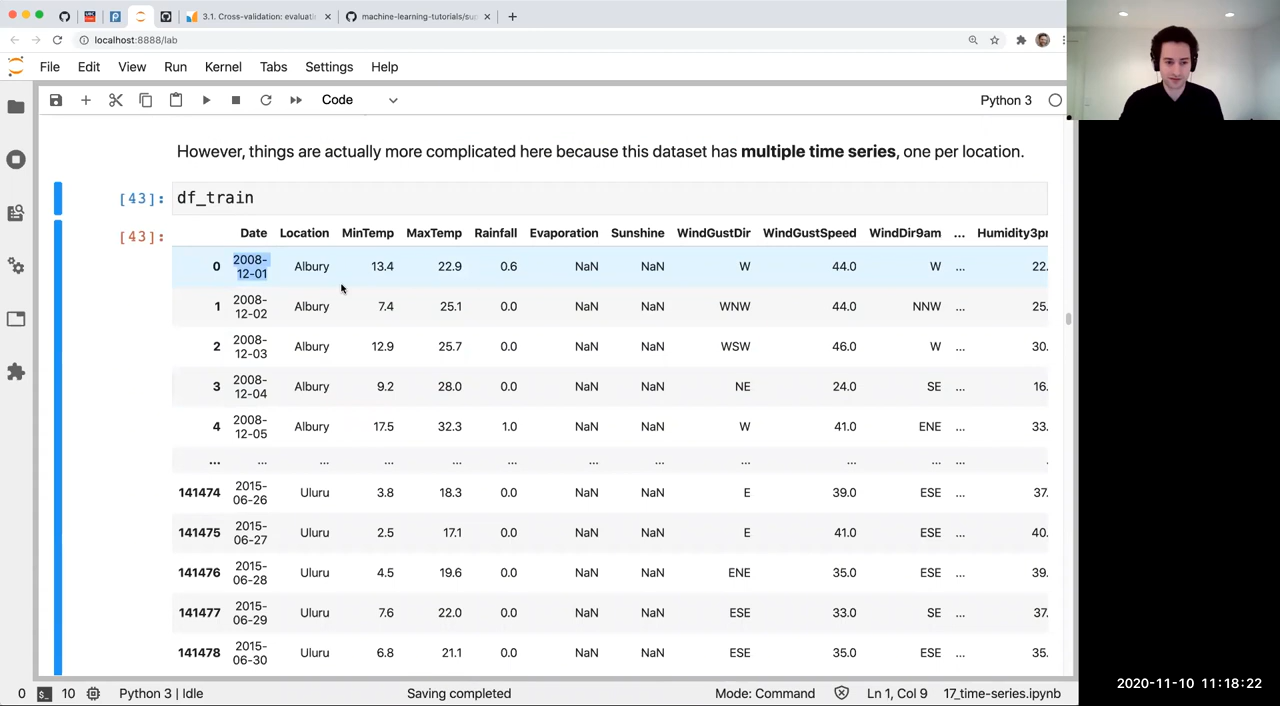 3.1. Cross-validation: evaluati
machine-learning-tutorials/su
localhost:8888/lab
File Edit View Run Kernel Tabs Settings Help
Code
Python 3
However, things are actually more complicated here because this dataset has multiple time series, one per location.
[43]: df_train
[43]: Date Location MinTemp MaxTemp Rainfall Evaporation Sunshine WindGustDir WindGustSpeed WindDir9am ... Humidity3p
0 2008-12-01 Albury 13.4 22.9 0.6 NaN NaN W 44.0 W ... 22.
1 2008-12-02 Albury 7.4 25.1 0.0 NaN NaN WNW 44.0 NNW ... 25.
2 2008-12-03 Albury 12.9 25.7 0.0 NaN NaN WSW 46.0 W ... 30.
3 2008-12-04 Albury 9.2 28.0 0.0 NaN NaN NE 24.0 SE ... 16.
4 2008-12-05 Albury 17.5 32.3 1.0 NaN NaN W 41.0 ENE ... 33.
... ... ... ... ... ... ... ... ... ... ... ... .
141474 2015-06-26 Uluru 3.8 18.3 0.0 NaN NaN E 39.0 ESE ... 37.
141475 2015-06-27 Uluru 2.5 17.1 0.0 NaN NaN E 41.0 ESE ... 40.
141476 2015-06-28 Uluru 4.5 19.6 0.0 NaN NaN ENE 35.0 ESE ... 39.
141477 2015-06-29 Uluru 7.6 22.0 0.0 NaN NaN ESE 33.0 SE ... 37.
141478 2015-06-30 Uluru 6.8 21.1 0.0 NaN NaN ESE 35.0 ESE ... 35.
0 10 Python 3 | Idle Saving completed Mode: Command Ln 1, Col 9 17_time-series.ipynb
2020-11-10 11:18:22